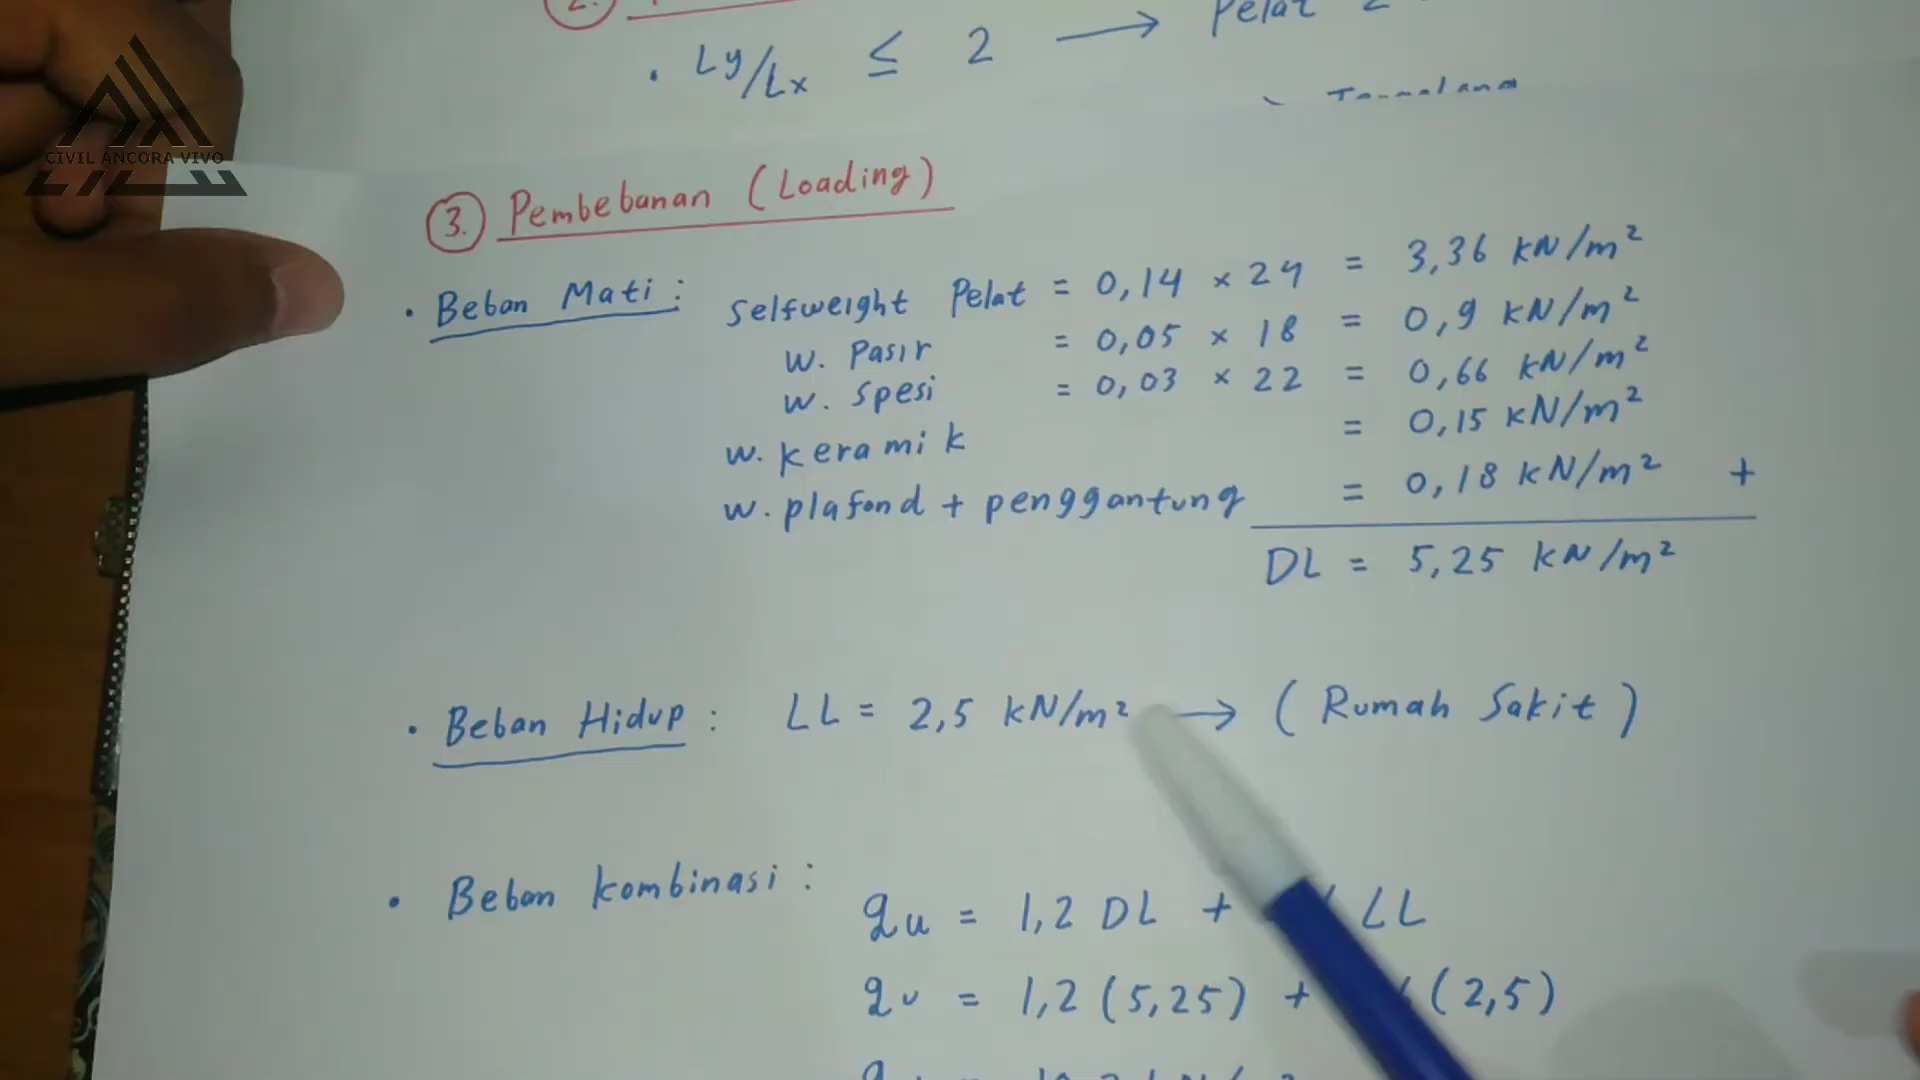 • Ly/Lx ≤ 2 → Pelat 2
CIVIL ANCORA VIVO
3. Pembebanan (Loading)
• Beban Mati : Selfweight Pelat = 0,14 × 24 = 3,36 kN/m²
w. Pasir = 0,05 × 18 = 0,9 kN/m²
w. Spesi = 0,03 × 22 = 0,66 kN/m²
w. keramik = 0,15 kN/m²
w. plafond + penggantung = 0,18 kN/m² +
DL = 5,25 kN/m²
• Beban Hidup : LL = 2,5 kN/m² → (Rumah Sakit)
• Beban kombinasi :
qu = 1,2 DL + LL
qu = 1,2 (5,25) + (2,5)